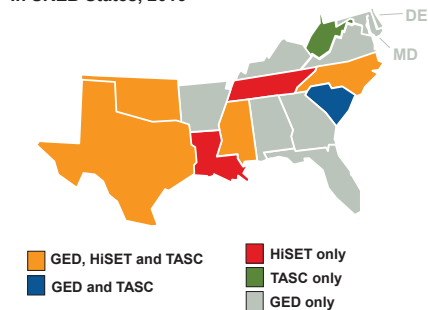 DE
MD
GED, HiSET and TASC
GED and TASC
HiSET only
TASC only
GED only